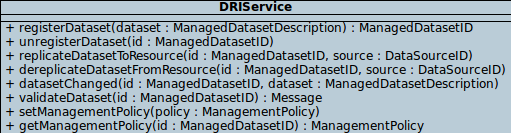 DRIService
+ registerDataset(dataset : ManagedDatasetDescription) : ManagedDatasetID
+ unregisterDataset(id : ManagedDatasetID)
+ replicateDatasetToResource(id : ManagedDatasetID, source : DataSourceID)
+ dereplicateDatasetFromResource(id : ManagedDatasetID, source : DataSourceID)
+ datasetChanged(id : ManagedDatasetID, dataset : ManagedDatasetDescription)
+ validateDataset(id : ManagedDatasetID) : Message
+ setManagementPolicy(policy : ManagementPolicy)
+ getManagementPolicy(id : ManagedDatasetID) : ManagementPolicy